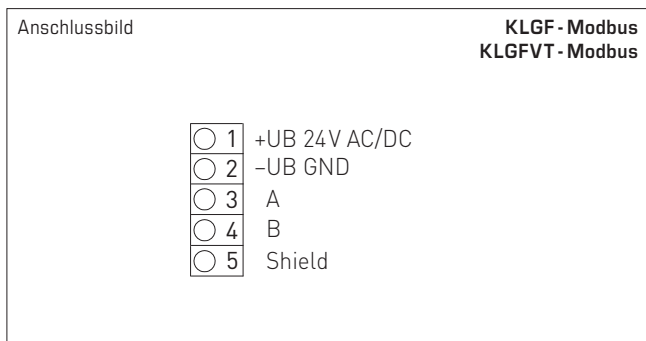 Anschlussbild
KLGF - Modbus
KLGFVT - Modbus
1 +UB 24V AC/DC
2 –UB GND
3 A
4 B
5 Shield